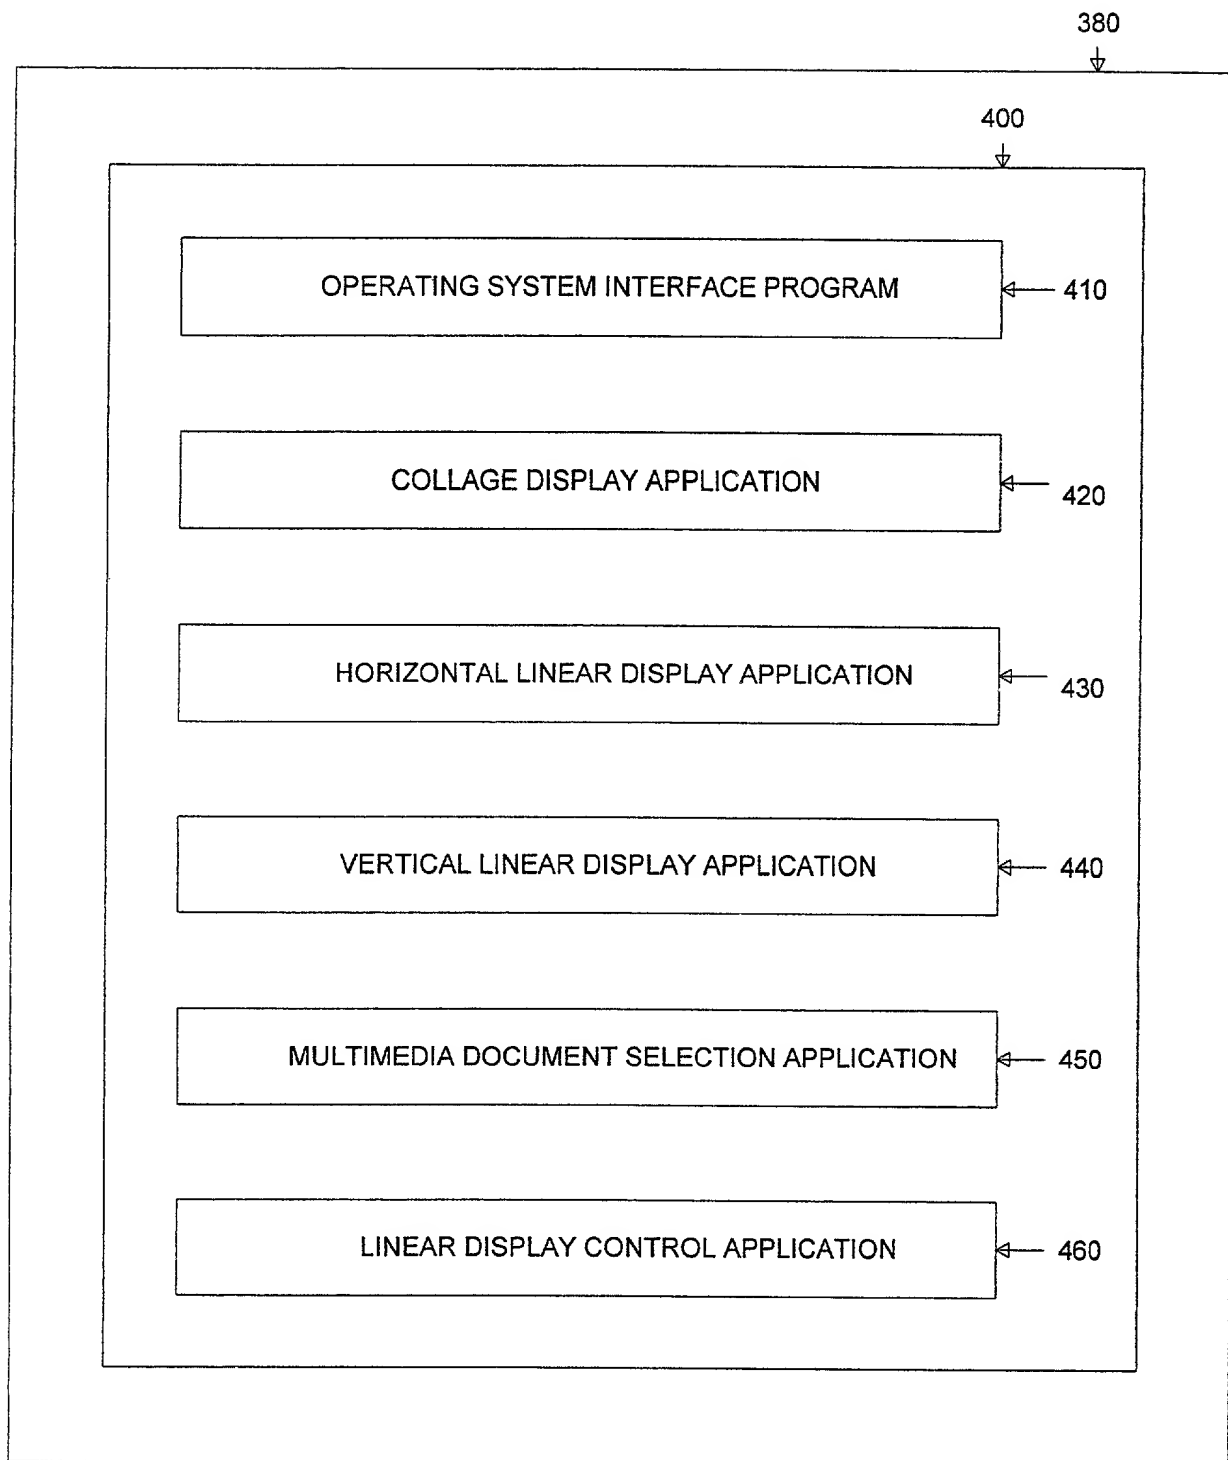 380
400
OPERATING SYSTEM INTERFACE PROGRAM
410
COLLAGE DISPLAY APPLICATION
420
HORIZONTAL LINEAR DISPLAY APPLICATION
430
VERTICAL LINEAR DISPLAY APPLICATION
440
MULTIMEDIA DOCUMENT SELECTION APPLICATION
450
LINEAR DISPLAY CONTROL APPLICATION
460